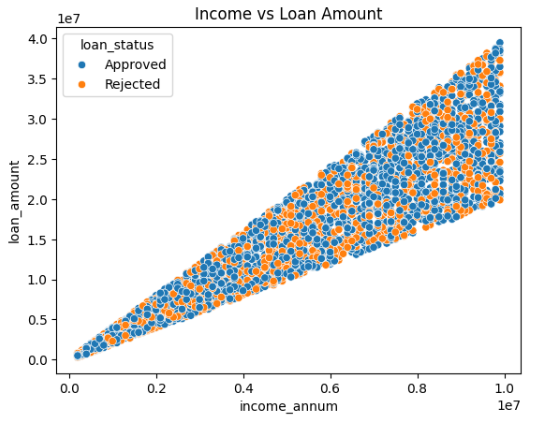 Income vs Loan Amount
1e7
loan_status
Approved
Rejected
4.0
3.5
3.0
2.5
2.0
1.5
1.0
0.5
0.0
loan_amount
0.0 0.2 0.4 0.6 0.8 1.0
income_annum
1e7